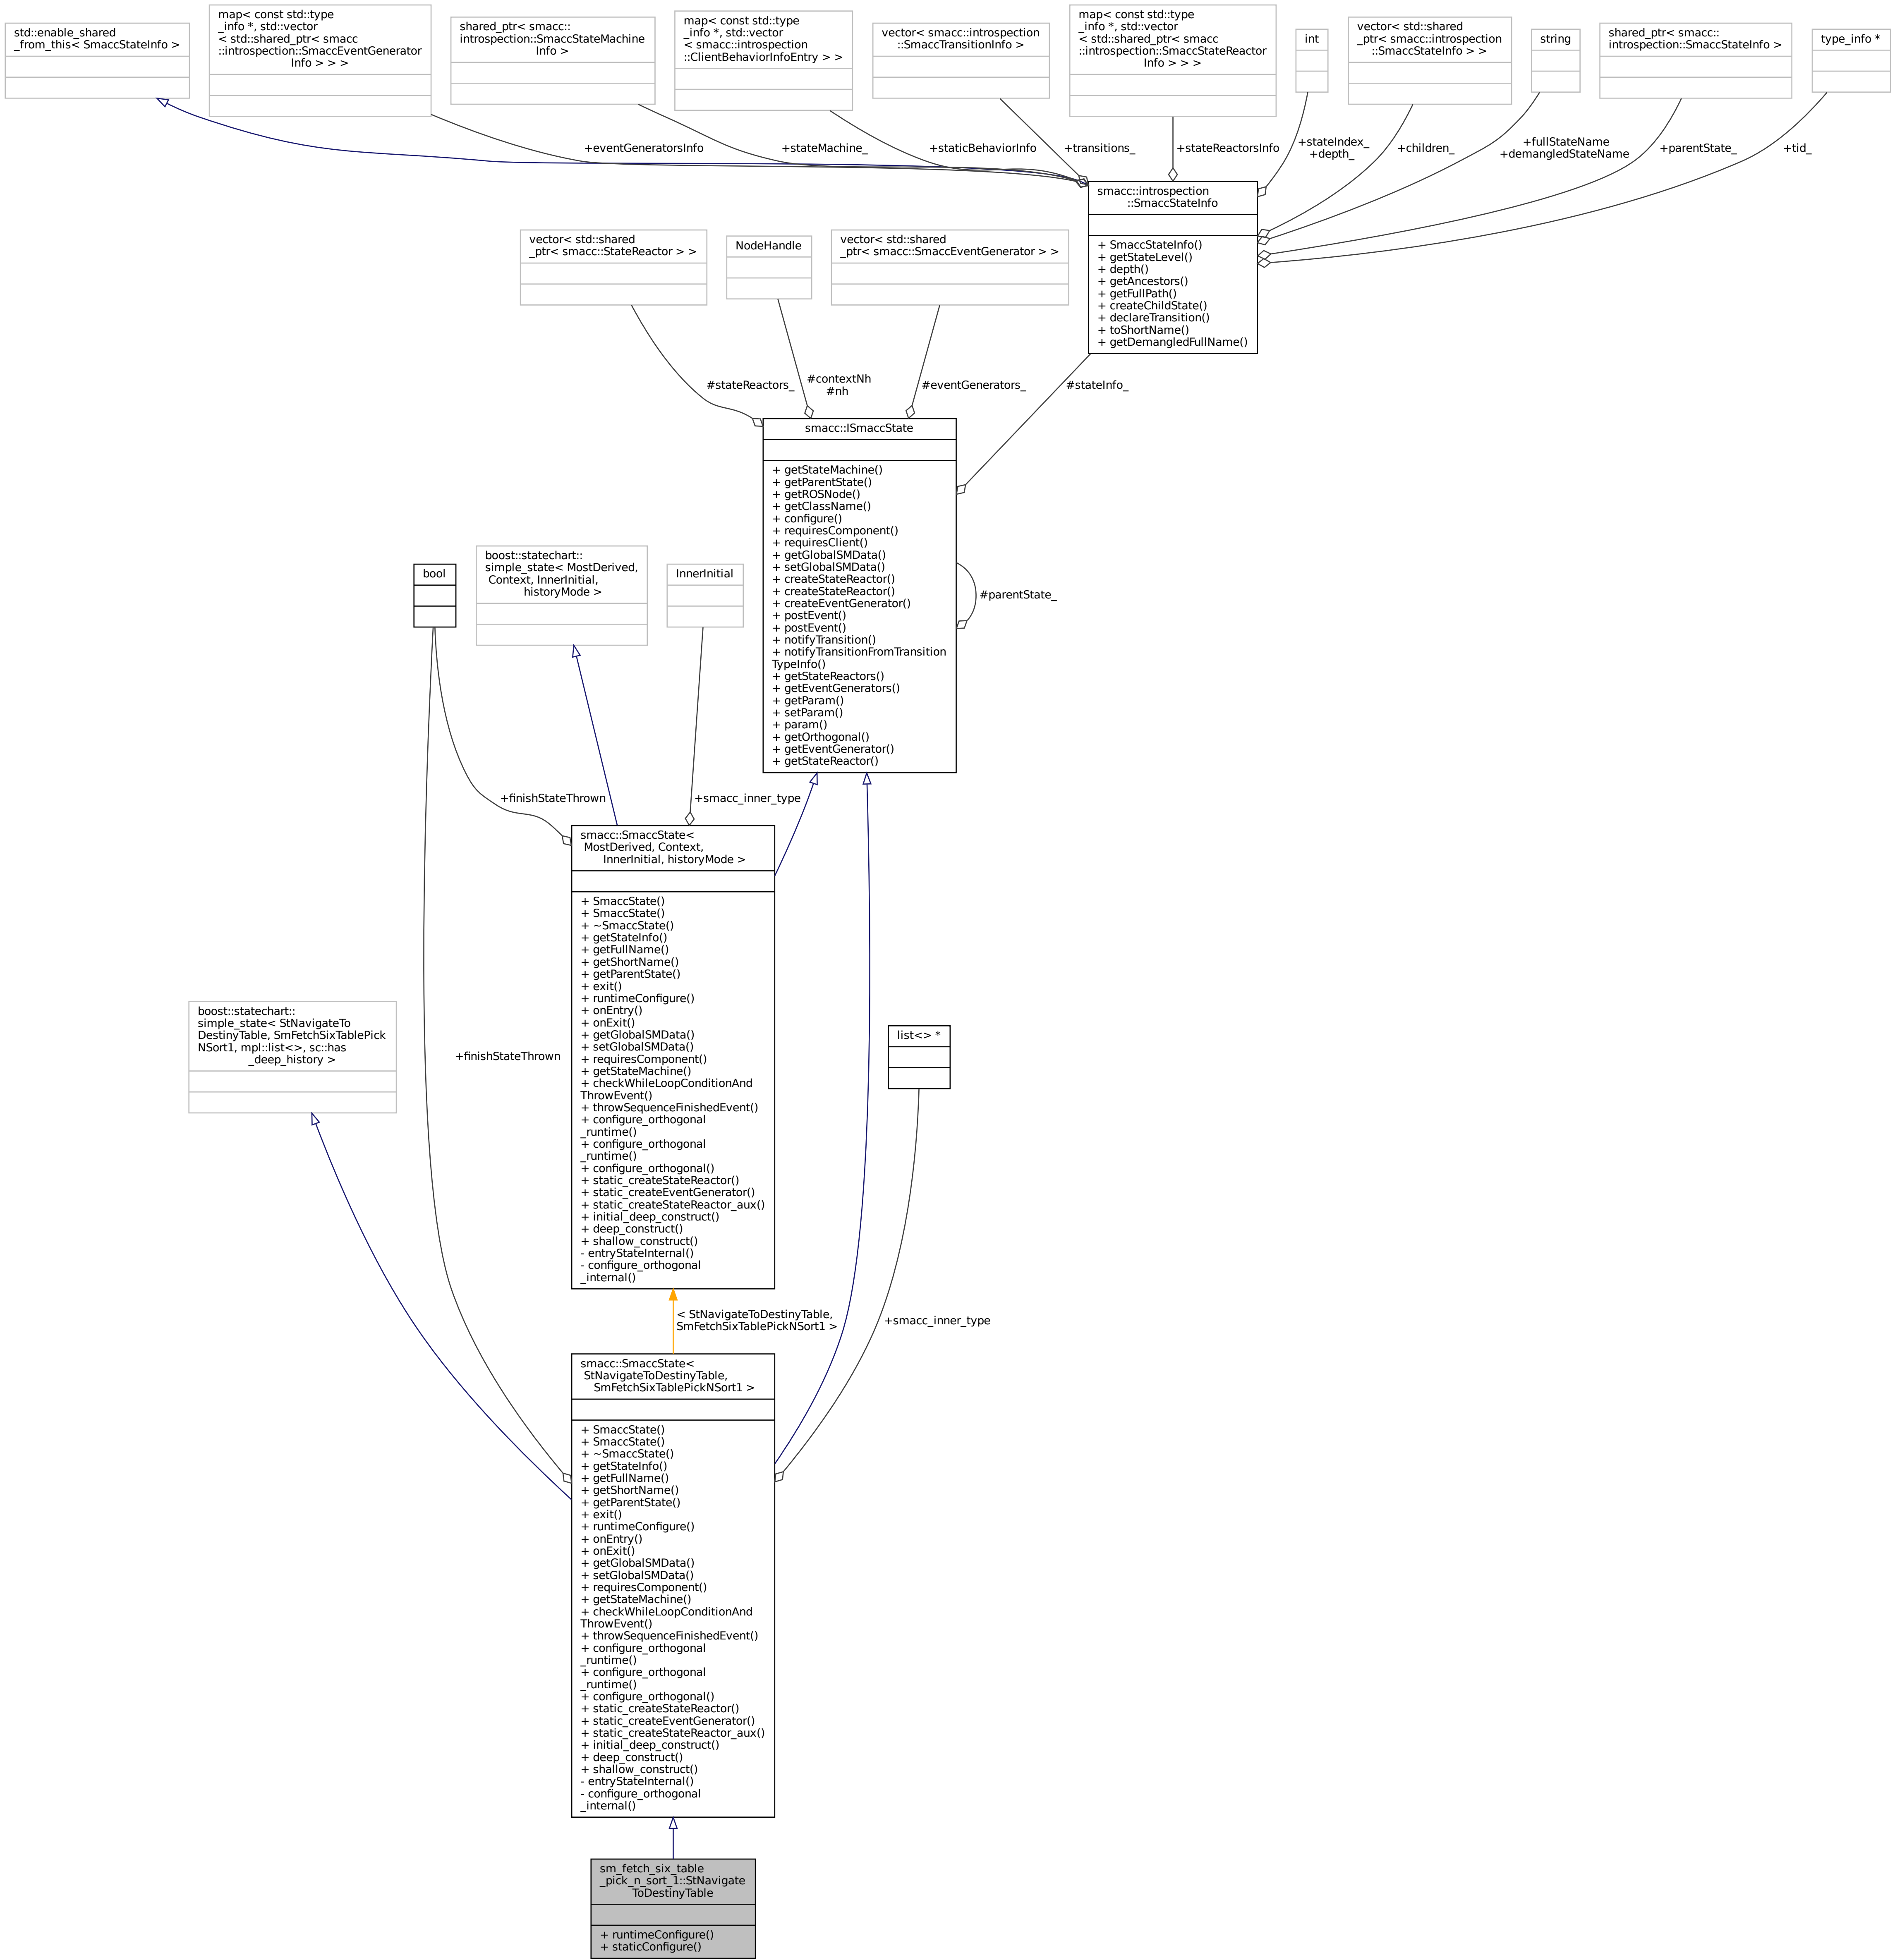 std::enable_shared
_from_this< SmaccStateInfo >
map< const std::type
_info *, std::vector
< std::shared_ptr< smacc
::introspection::SmaccEventGenerator
Info > > >
shared_ptr< smacc::
introspection::SmaccStateMachine
Info >
map< const std::type
_info *, std::vector
< smacc::introspection
::ClientBehaviorInfoEntry > >
vector< smacc::introspection
::SmaccTransitionInfo >
map< const std::type
_info *, std::vector
< std::shared_ptr< smacc
::introspection::SmaccStateReactor
Info > > >
int
vector< std::shared
_ptr< smacc::introspection
::SmaccStateInfo > >
string
shared_ptr< smacc::
introspection::SmaccStateInfo >
type_info *
+eventGeneratorsInfo
+stateMachine_
+staticBehaviorInfo
+transitions_
+stateReactorsInfo
+stateIndex_
+depth_
+children_
+fullStateName
+demangledStateName
+parentState_
+tid_
smacc::introspection
::SmaccStateInfo
+ SmaccStateInfo()
+ getStateLevel()
+ depth()
+ getAncestors()
+ getFullPath()
+ createChildState()
+ declareTransition()
+ toShortName()
+ getDemangledFullName()
vector< std::shared
_ptr< smacc::StateReactor > >
NodeHandle
vector< std::shared
_ptr< smacc::SmaccEventGenerator > >
#stateReactors_
#contextNh
#nh
#eventGenerators_
#stateInfo_
smacc::ISmaccState
+ getStateMachine()
+ getParentState()
+ getROSNode()
+ getClassName()
+ configure()
+ requiresComponent()
+ requiresClient()
+ getGlobalSMData()
+ setGlobalSMData()
+ createStateReactor()
+ createStateReactor()
+ createEventGenerator()
+ postEvent()
+ postEvent()
+ notifyTransition()
+ notifyTransitionFromTransition
TypeInfo()
+ getStateReactors()
+ getEventGenerators()
+ getParam()
+ setParam()
+ param()
+ getOrthogonal()
+ getEventGenerator()
+ getStateReactor()
#parentState_
bool
boost::statechart::
simple_state< MostDerived,
Context, InnerInitial,
historyMode >
InnerInitial
+finishStateThrown
+smacc_inner_type
smacc::SmaccState<
MostDerived, Context,
InnerInitial, historyMode >
+ SmaccState()
+ SmaccState()
+ ~SmaccState()
+ getStateInfo()
+ getFullName()
+ getShortName()
+ getParentState()
+ exit()
+ runtimeConfigure()
+ onEntry()
+ onExit()
+ getGlobalSMData()
+ setGlobalSMData()
+ requiresComponent()
+ getStateMachine()
+ checkWhileLoopConditionAnd
ThrowEvent()
+ throwSequenceFinishedEvent()
+ configure_orthogonal
_runtime()
+ configure_orthogonal
_runtime()
+ configure_orthogonal()
+ static_createStateReactor()
+ static_createEventGenerator()
+ static_createStateReactor_aux()
+ initial_deep_construct()
+ deep_construct()
+ shallow_construct()
- entryStateInternal()
- configure_orthogonal
_internal()
boost::statechart::
simple_state< StNavigateTo
DestinyTable, SmFetchSixTablePick
NSort1, mpl::list<>, sc::has
_deep_history >
+finishStateThrown
list<> *
< StNavigateToDestinyTable,
SmFetchSixTablePickNSort1 >
+smacc_inner_type
smacc::SmaccState<
StNavigateToDestinyTable,
SmFetchSixTablePickNSort1 >
+ SmaccState()
+ SmaccState()
+ ~SmaccState()
+ getStateInfo()
+ getFullName()
+ getShortName()
+ getParentState()
+ exit()
+ runtimeConfigure()
+ onEntry()
+ onExit()
+ getGlobalSMData()
+ setGlobalSMData()
+ requiresComponent()
+ getStateMachine()
+ checkWhileLoopConditionAnd
ThrowEvent()
+ throwSequenceFinishedEvent()
+ configure_orthogonal
_runtime()
+ configure_orthogonal
_runtime()
+ configure_orthogonal()
+ static_createStateReactor()
+ static_createEventGenerator()
+ static_createStateReactor_aux()
+ initial_deep_construct()
+ deep_construct()
+ shallow_construct()
- entryStateInternal()
- configure_orthogonal
_internal()
sm_fetch_six_table
_pick_n_sort_1::StNavigate
ToDestinyTable
+ runtimeConfigure()
+ staticConfigure()